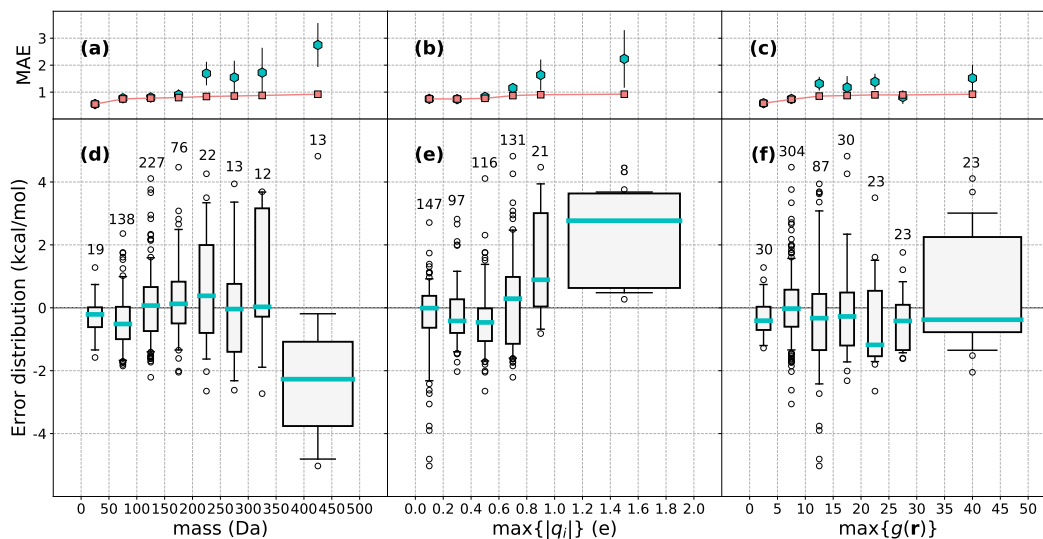 (a) (b) (c)
MAE
3
2
1
(d) (e) (f)
Error distribution (kcal/mol)
4
2
0
-2
-4
19 138 227 76 22 13 12 13
147 97 116 131 21
30 304 87 30 23 23 23
0 50 100 150 200 250 300 350 400 450 500
mass (Da)
0.0 0.2 0.4 0.6 0.8 1.0 1.2 1.4 1.6 1.8 2.0
max{|q_i|} (e)
0 5 10 15 20 25 30 35 40 45 50
max{g(r)}